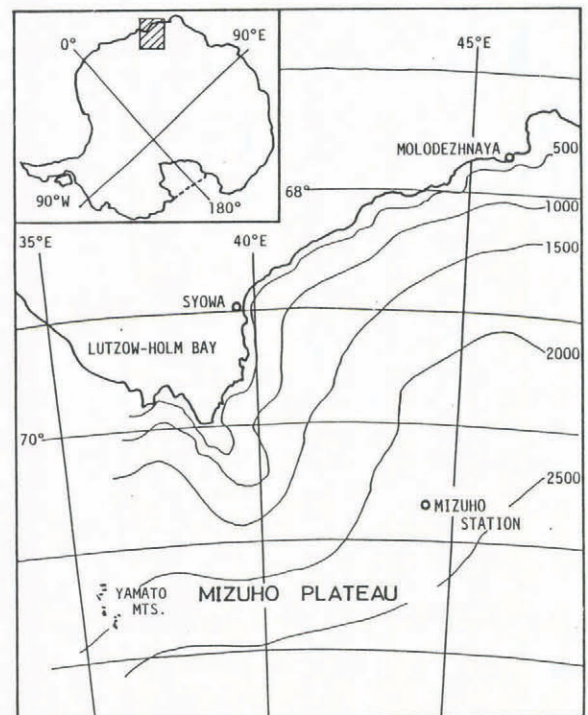 0°
90°E
90°W
180°
45°E
MOLODEZHNAYA
500
68°
1000
35°E
40°E
1500
SYOWA
LUTZOW-HOLM BAY
2000
70°
2500
MIZUHO
STATION
YAMATO
MTS.
MIZUHO PLATEAU